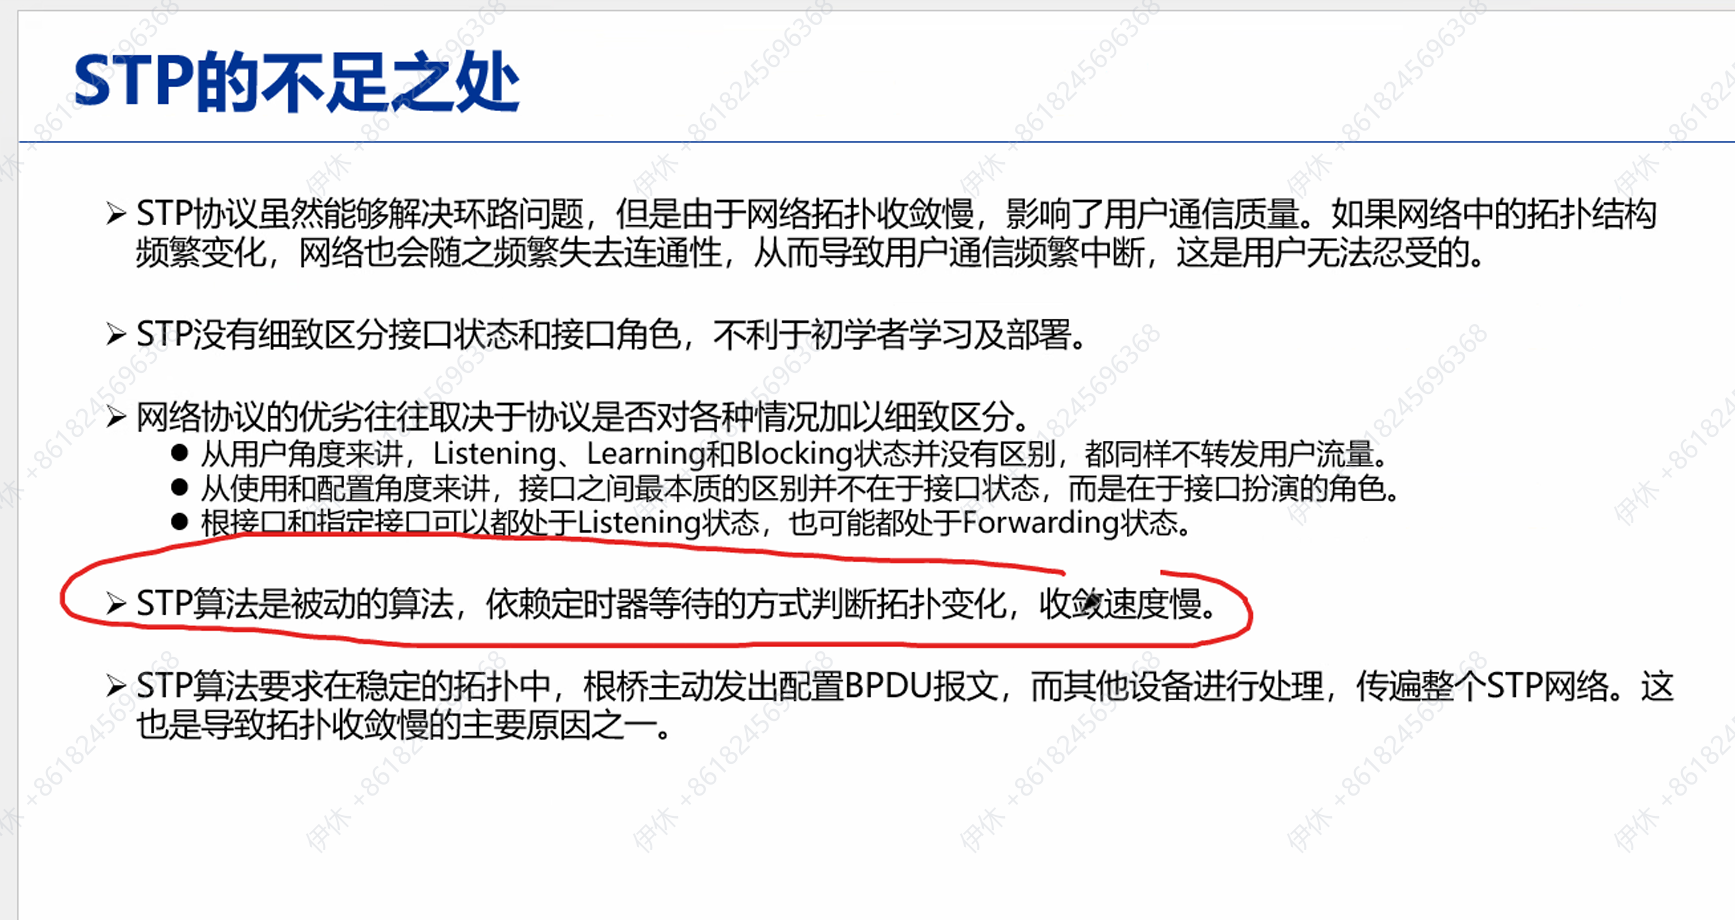 STP的不足之处
STP协议虽然能够解决环路问题，但是由于网络拓扑收敛慢，影响了用户通信质量。如果网络中的拓扑结构
频繁变化，网络也会随之频繁失去连通性，从而导致用户通信频繁中断，这是用户无法忍受的。
STP没有细致区分接口状态和接口角色，不利于初学者学习及部署。
网络协议的优劣往往取决于协议是否对各种情况加以细致区分。
从用户角度来讲，Listening、Learning和Blocking状态并没有区别，都同样不转发用户流量。
从使用和配置角度来讲，接口之间最本质的区别并不在于接口状态，而是在于接口扮演的角色。
根接口和指定接口可以都处于Listening状态，也可能都处于Forwarding状态。
STP算法是被动的算法，依赖定时器等待的方式判断拓扑变化，收敛速度慢。
STP算法要求在稳定的拓扑中，根桥主动发出配置BPDU报文，而其他设备进行处理，传遍整个STP网络。这
也是导致拓扑收敛慢的主要原因之一。
伊休 +8618245696368